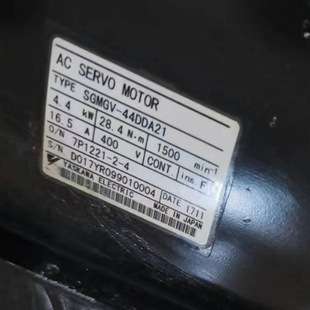 AC SERVO MOTOR
TYPE SGMGV-44DDA21
4.4 kW 28.4 N·m 1500 min⁻¹
16.5 A 400 V CONT ins F
O/N 7P1221-2-4
S/N D017YR099010004 DATE 1711
YASKAWA ELECTRIC MADE IN JAPAN